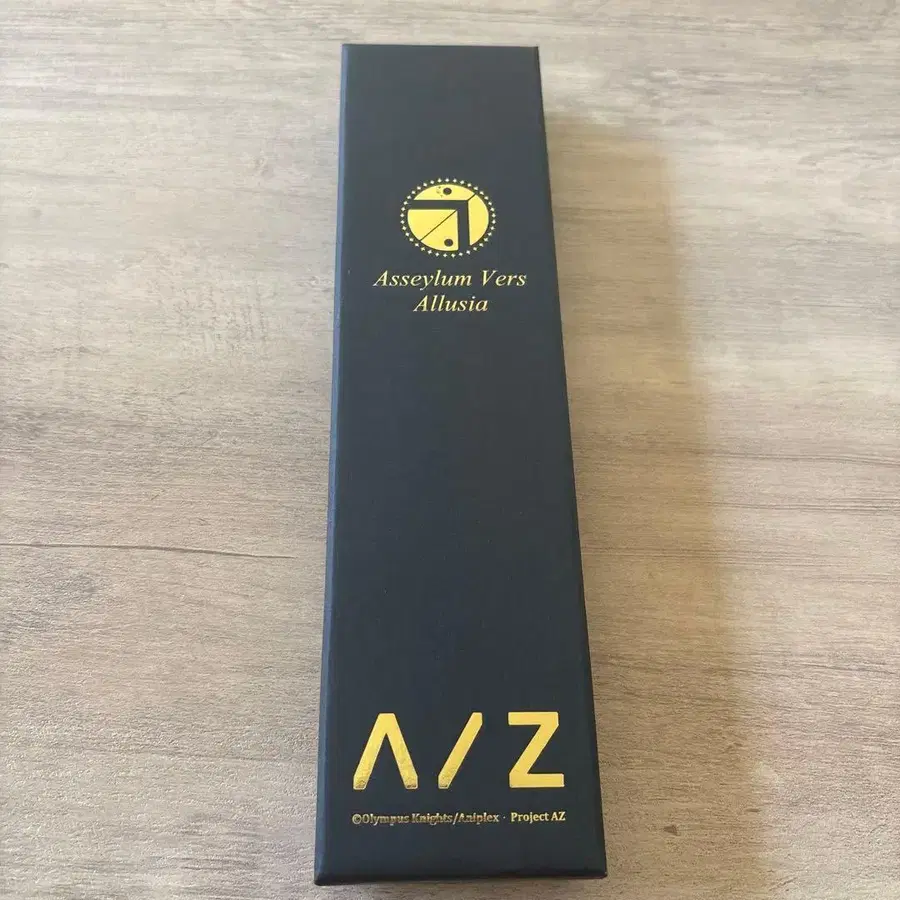 Asseylum Vers
Allusia
Λ/Z
©Olympus Knights/Aniplex · Project AZ